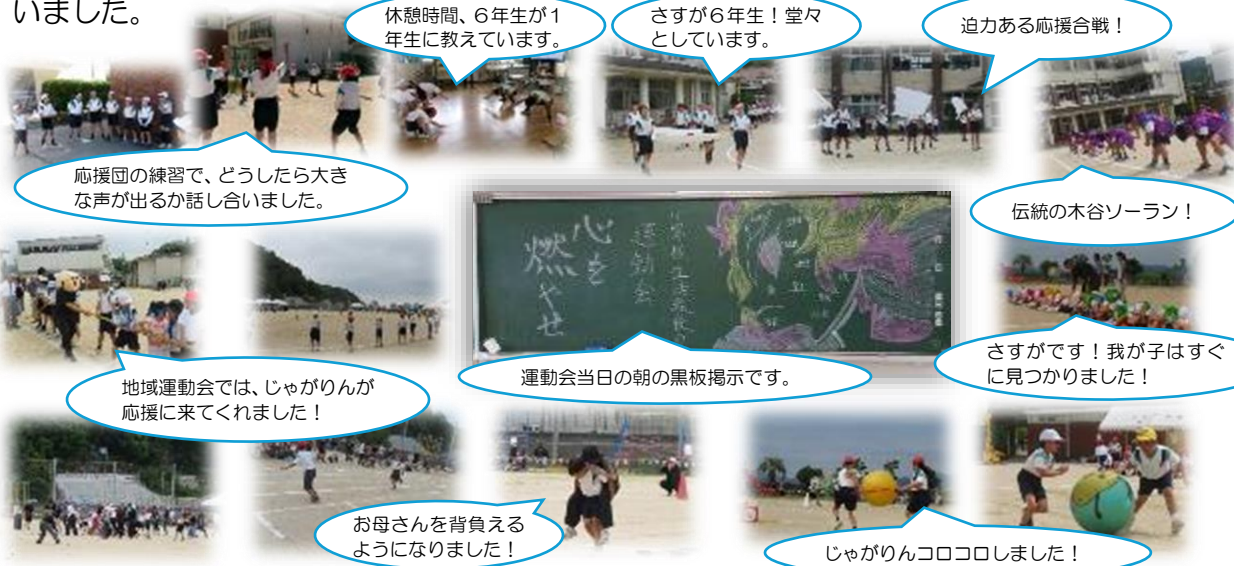 いました。
休憩時間、６年生が１
年生に教えています。
さすが６年生！堂々
としています。
迫力ある応援合戦！
応援団の練習で、どうしたら大き
な声が出るか話し合いました。
伝統の木谷ソーラン！
心を
燃やせ
運動会
運動会当日の朝の黒板掲示です。
さすがです！我が子はすぐ
に見つかりました！
地域運動会では、じゃがりんが
応援に来てくれました！
お母さんを背負える
ようになりました！
じゃがりんコロコロしました！